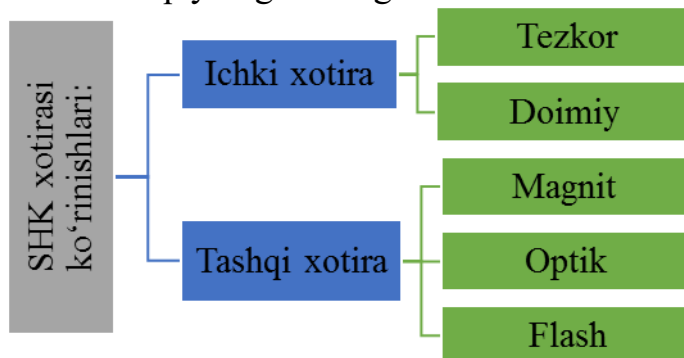 SHK xotirasi
ko‘rinishlari:
Ichki xotira
Tezkor
Doimiy
Tashqi xotira
Magnit
Optik
Flash